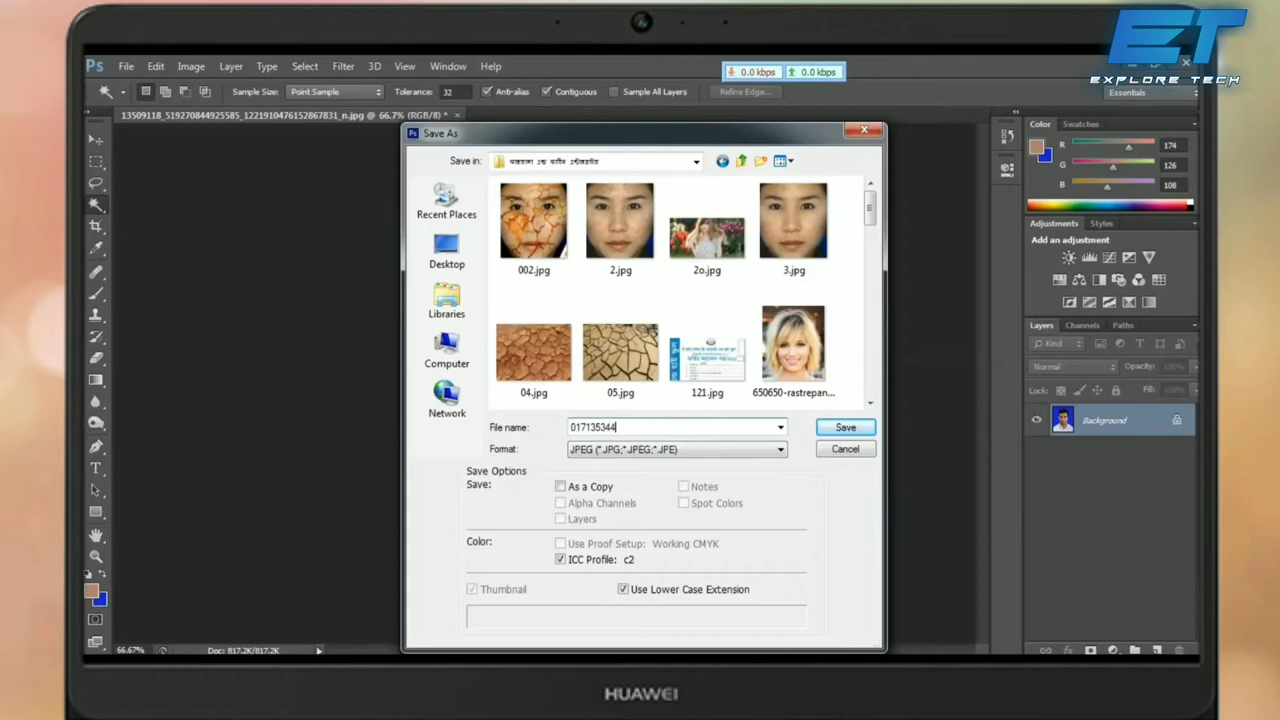 ET
EXPLORE TECH
Ps File Edit Image Layer Type Select Filter 3D View Window Help
0.0 kbps 0.0 kbps
Sample Size: Point Sample Tolerance: 32 Anti-alias Contiguous Sample All Layers Refine Edge... Essentials
13509118_519270844925585_1221910476152867831_n.jpg @ 66.7% (RGB/8) *
Save As
Save in:
Recent Places
Desktop
Libraries
Computer
Network
002.jpg 2.jpg 2o.jpg 3.jpg
04.jpg 05.jpg 121.jpg 650650-rastrepan...
File name: 017135344 Save
Format: JPEG (*.JPG;*.JPEG;*.JPE) Cancel
Save Options
Save: As a Copy Notes
Alpha Channels Spot Colors
Layers
Color: Use Proof Setup: Working CMYK
ICC Profile: c2
Thumbnail Use Lower Case Extension
Color Swatches
R 174
G 126
B 108
Adjustments Styles
Add an adjustment
Layers Channels Paths
Kind
Normal Opacity: 100%
Lock: Fill:
Background
66.67% Doc: 817.2K/817.2K
HUAWEI